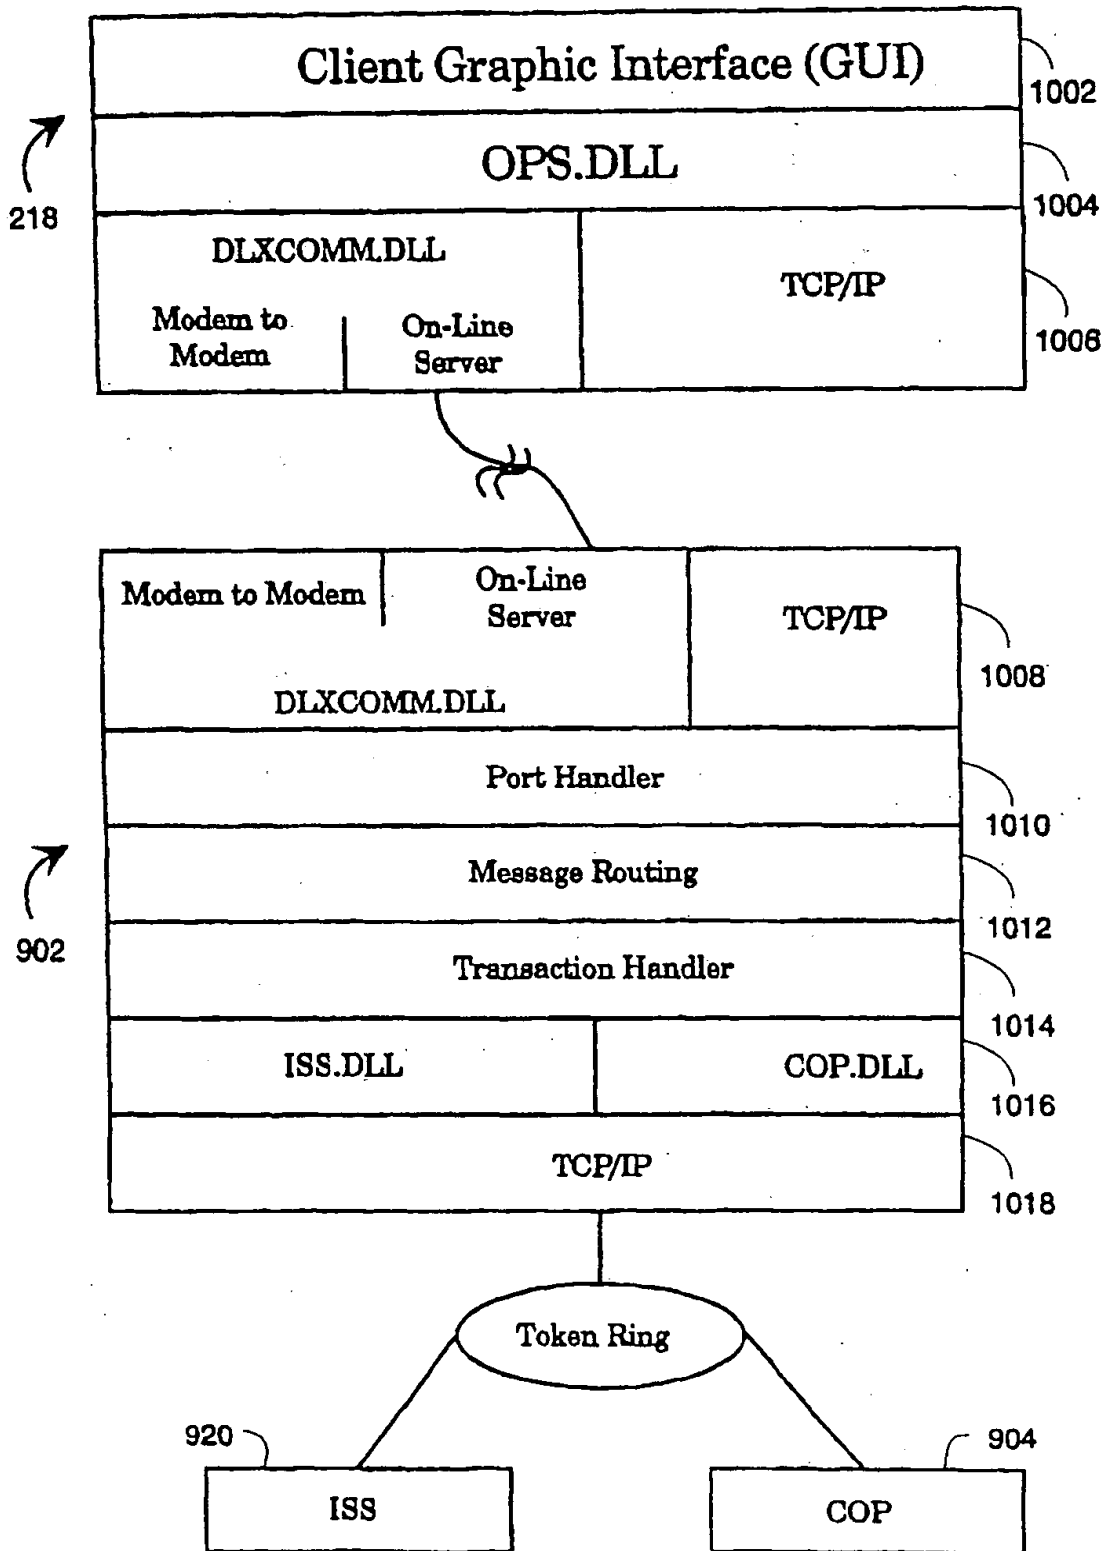 Client Graphic Interface (GUI)
1002
OPS.DLL
218
1004
DLXCOMM.DLL
TCP/IP
Modem to
Modem
On-Line
Server
1006
Modem to Modem
On-Line
Server
TCP/IP
1008
DLXCOMM.DLL
Port Handler
1010
Message Routing
902
1012
Transaction Handler
1014
ISS.DLL
COP.DLL
1016
TCP/IP
1018
Token Ring
920
904
ISS
COP